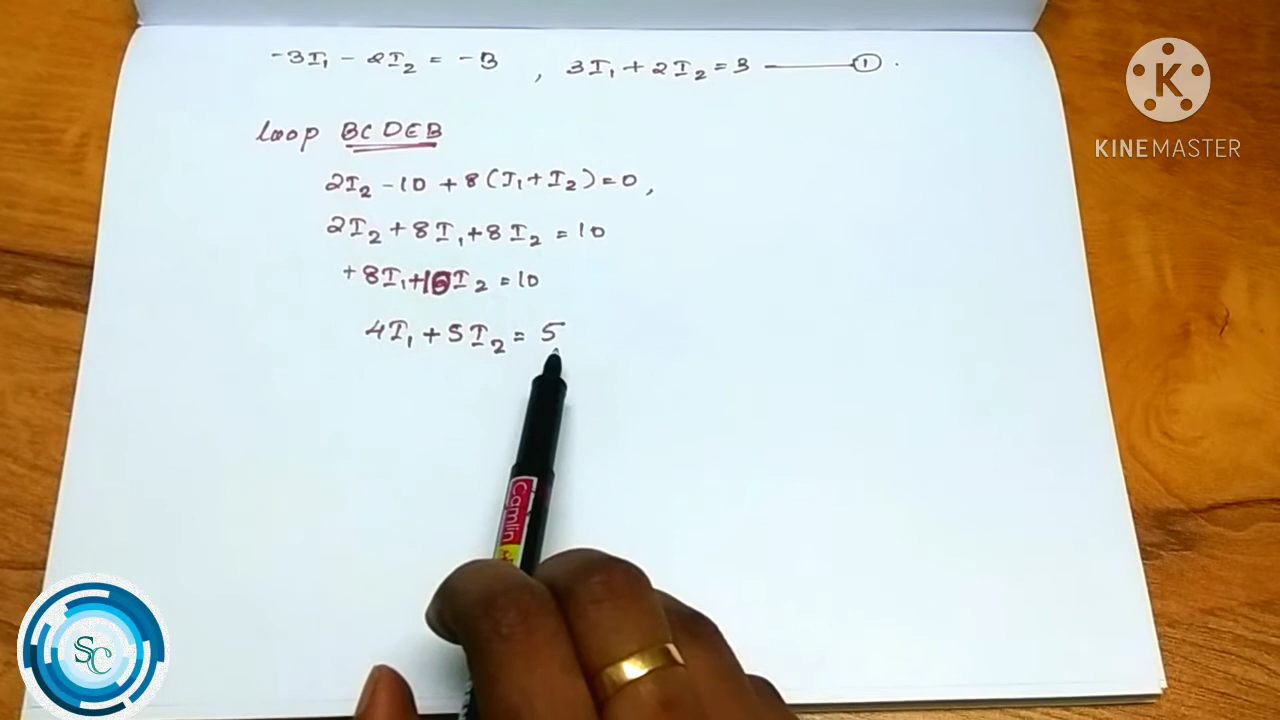 -3I₁ - 2I₂ = -3 , 3I₁ + 2I₂ = 3 ——— ① .
Loop BCDEB
2I₂ - 10 + 8(I₁ + I₂) = 0 ,
2I₂ + 8I₁ + 8I₂ = 10
+8I₁ + 10I₂ = 10
4I₁ + 5I₂ = 5
K
KINEMASTER
Camlin
SC